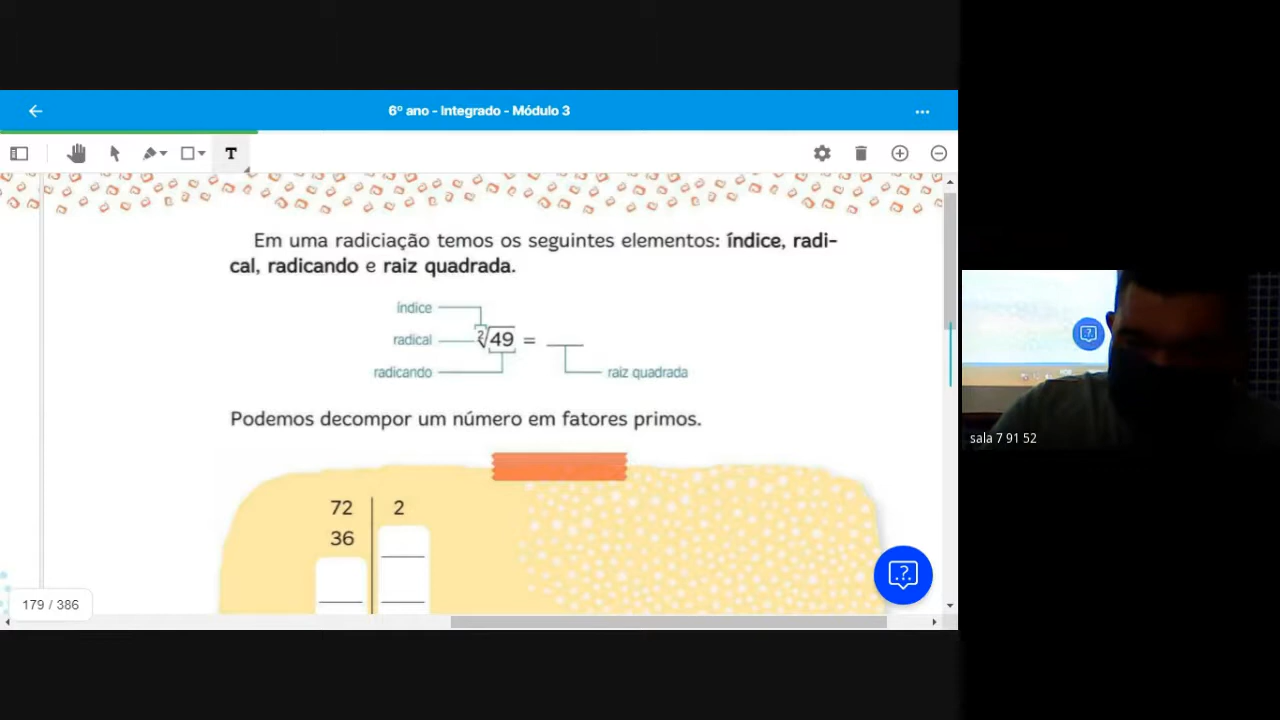 6º ano - Integrado - Módulo 3
T
Em uma radiciação temos os seguintes elementos: índice, radi-
cal, radicando e raiz quadrada.
índice
radical
²√49 = ___
radicando
raiz quadrada
Podemos decompor um número em fatores primos.
72 | 2
36
179 / 386
sala 7 91 52